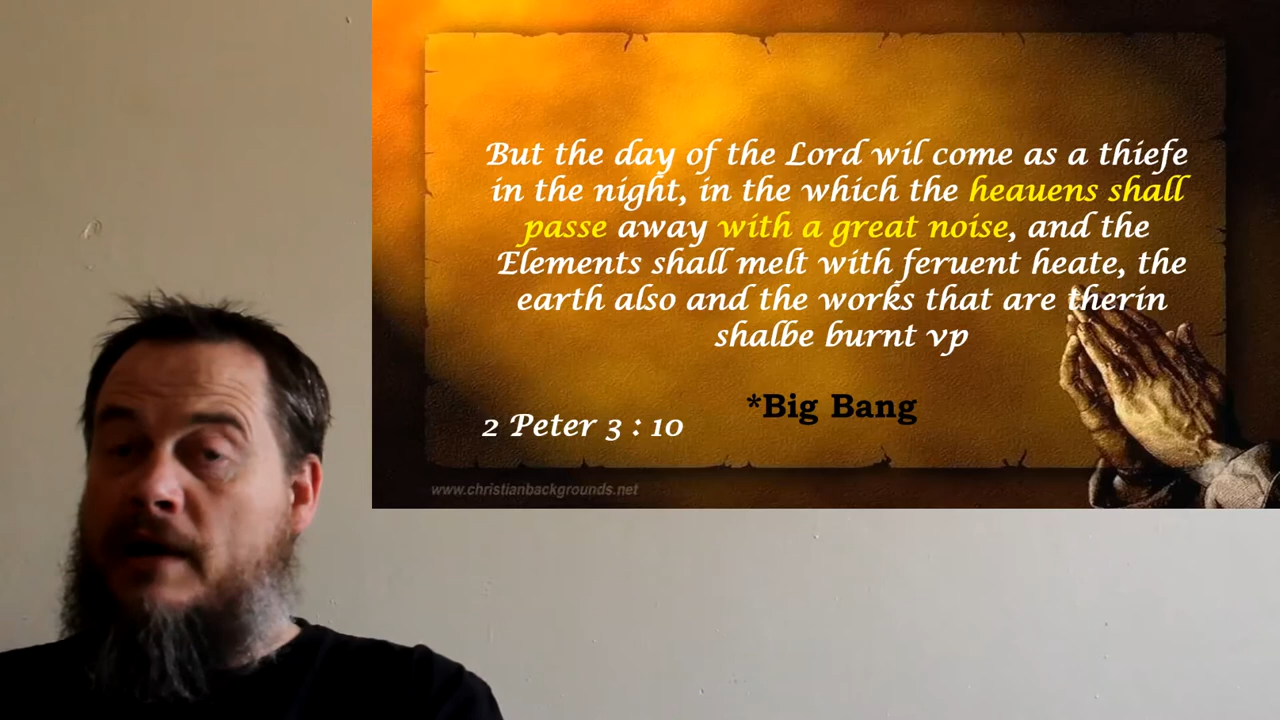 But the day of the Lord wil come as a thiefe
in the night, in the which the heauens shall
passe away with a great noise, and the
Elements shall melt with feruent heate, the
earth also and the works that are therin
shalbe burnt vp
*Big Bang
2 Peter 3 : 10
www.christianbackgrounds.net